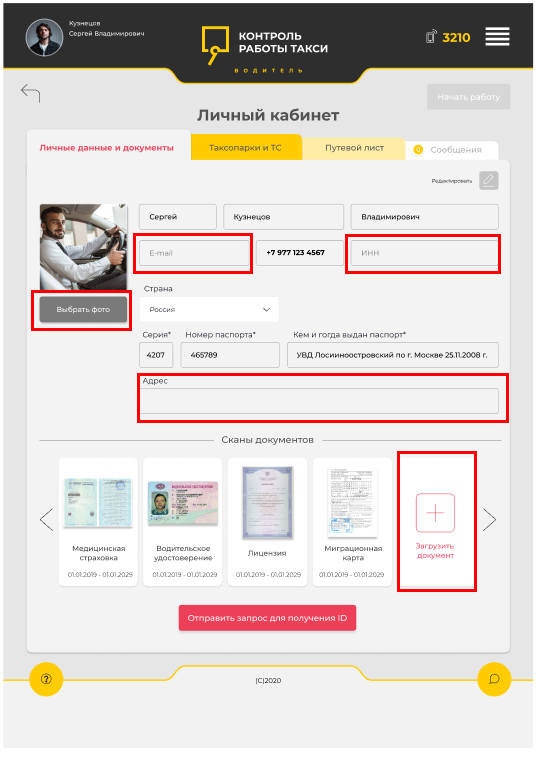 Кузнецов
Сергей Владимирович
КОНТРОЛЬ
РАБОТЫ ТАКСИ
ВОДИТЕЛЬ
3210
Начать работу
Личный кабинет
Личные данные и документы
Таксопарки и ТС
Путевой лист
0 Сообщения
Редактировать
Сергей
Кузнецов
Владимирович
E-mail
+7 977 123 4567
ИНН
Выбрать фото
Страна
Россия
Серия*
Номер паспорта*
Кем и гогда выдан паспорт*
4207
465789
УВД Лосииноостровский по г. Москве 25.11.2008 г.
Адрес
Сканы документов
Медицинская
страховка
01.01.2019 - 01.01.2029
Водительское
удостоверение
01.01.2019 - 01.01.2029
Лицензия
01.01.2019 - 01.01.2029
Миграционная
карта
01.01.2019 - 01.01.2029
Загрузить
документ
Отправить запрос для получения ID
?
(C)2020